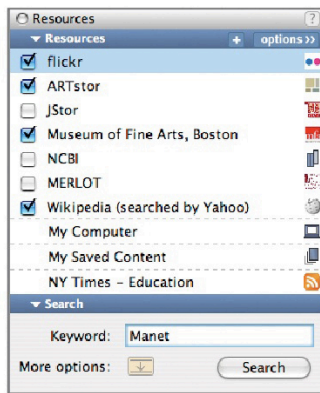 Resources
?
Resources + options>>
flickr
ARTstor
JStor
Museum of Fine Arts, Boston
mfa
NCBI
MERLOT
Wikipedia (searched by Yahoo)
My Computer
My Saved Content
NY Times – Education
Search
Keyword: Manet
More options: Search